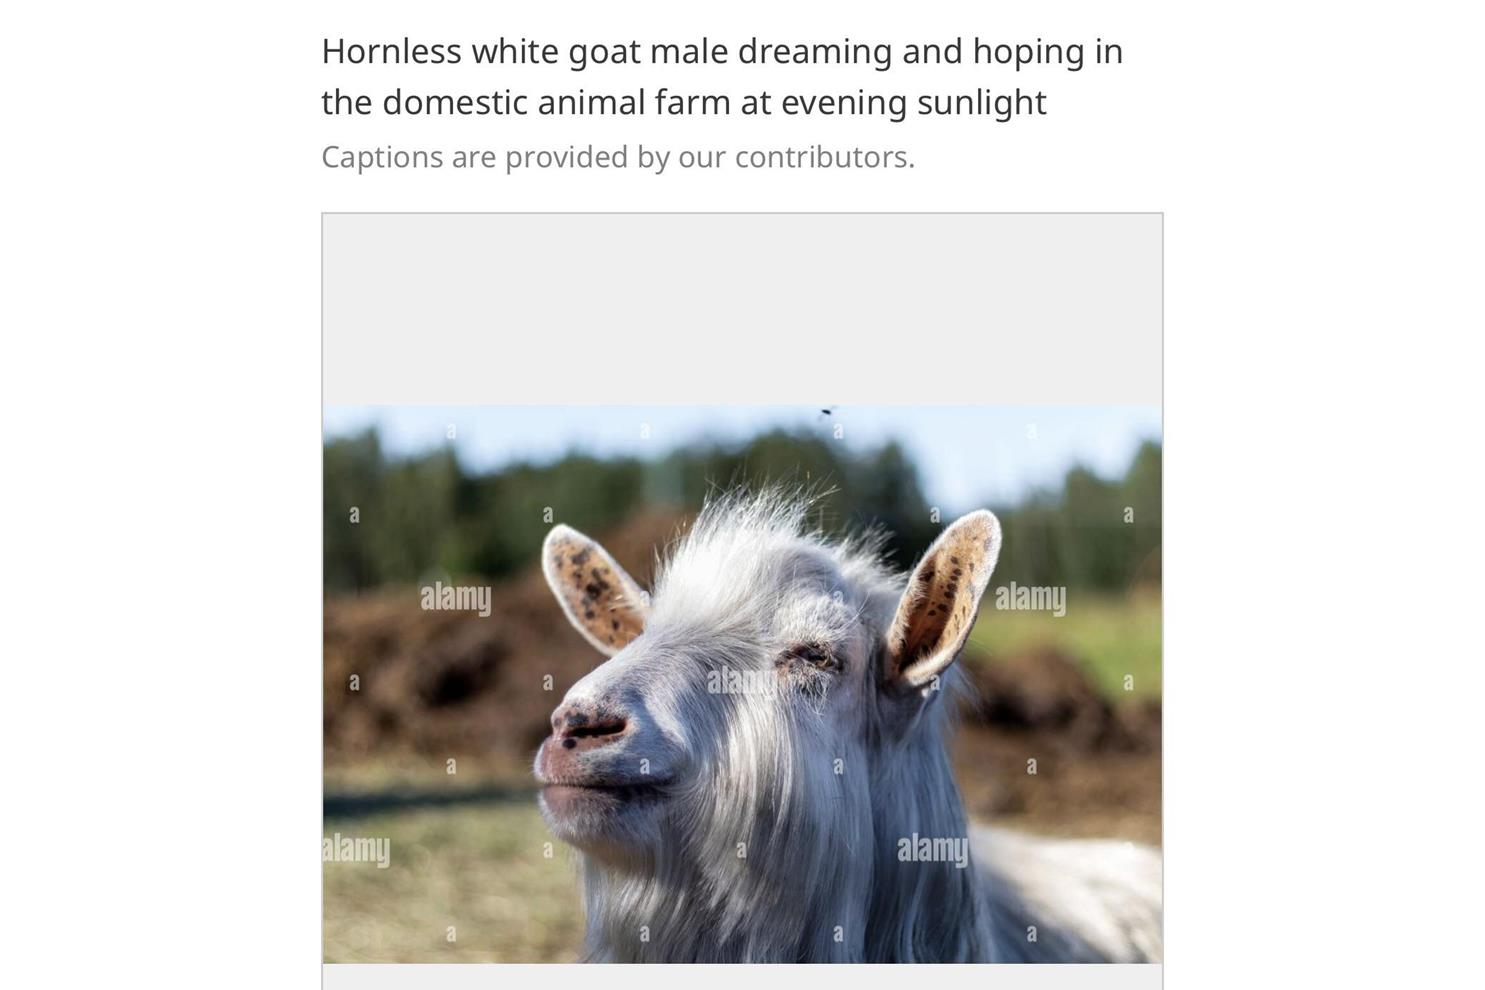 Hornless white goat male dreaming and hoping in
the domestic animal farm at evening sunlight
Captions are provided by our contributors.
a a a a
a a a a
alamy a alamy
a a alamy a a
a a a a
alamy a a alamy a
a a a a